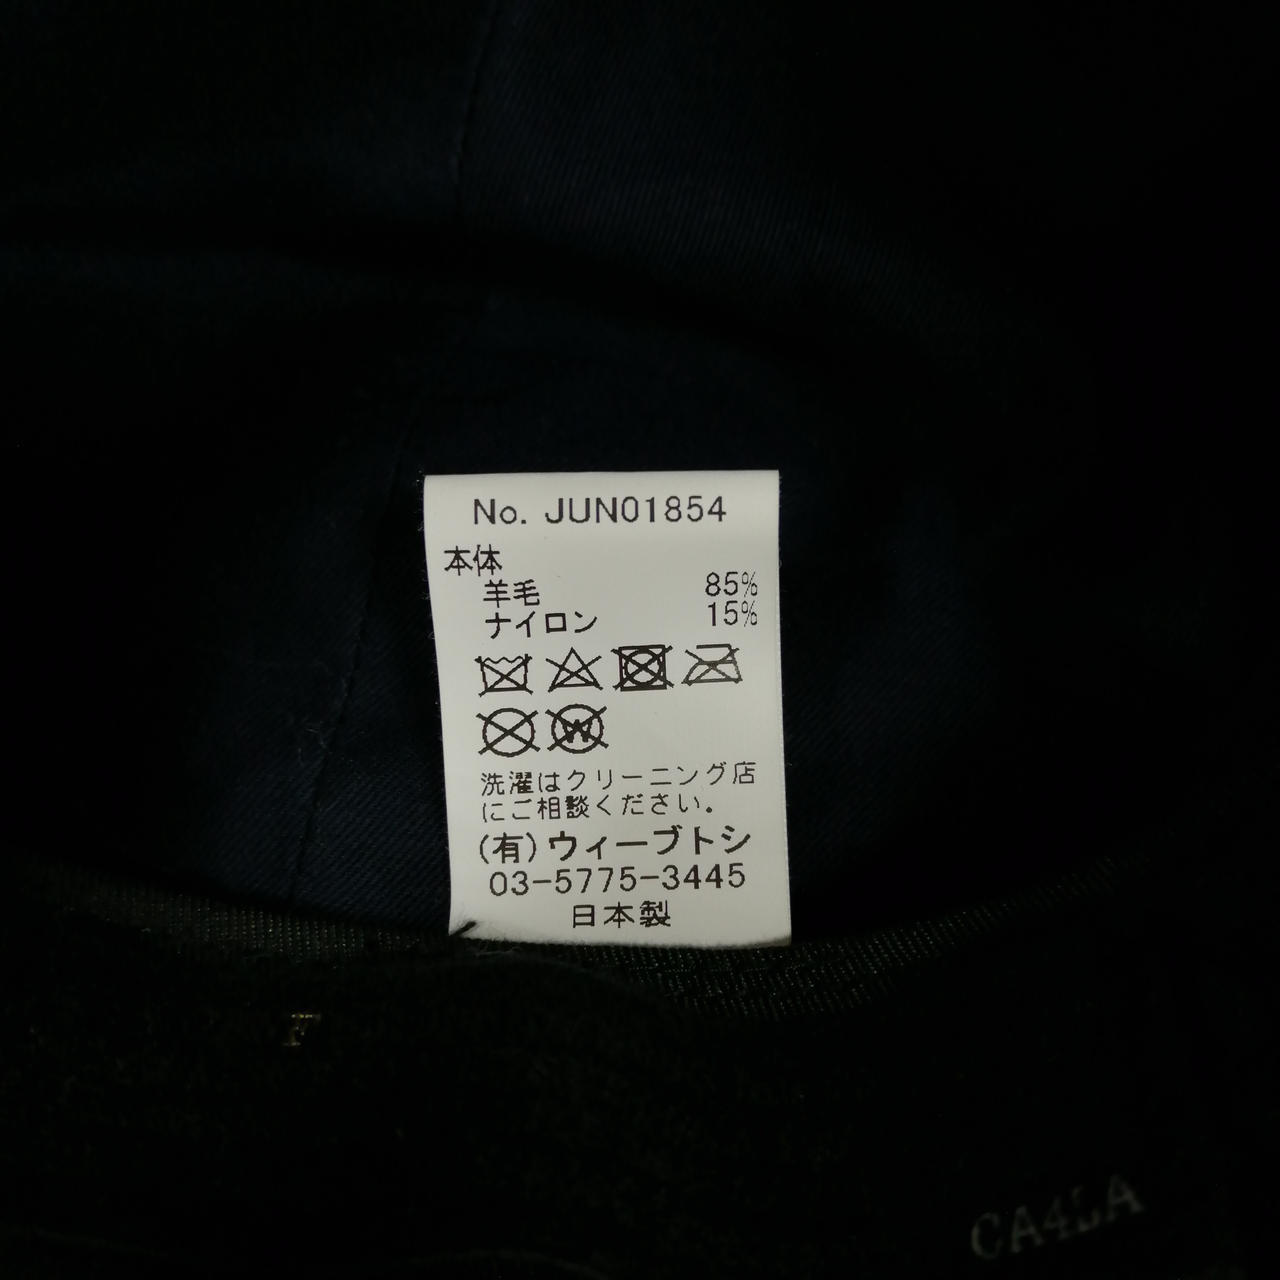 No. JUN01854
本体
羊毛 85%
ナイロン 15%
W
洗濯はクリーニング店
にご相談ください。
(有)ウィーブトシ
03-5775-3445
日本製
F
CA4LA